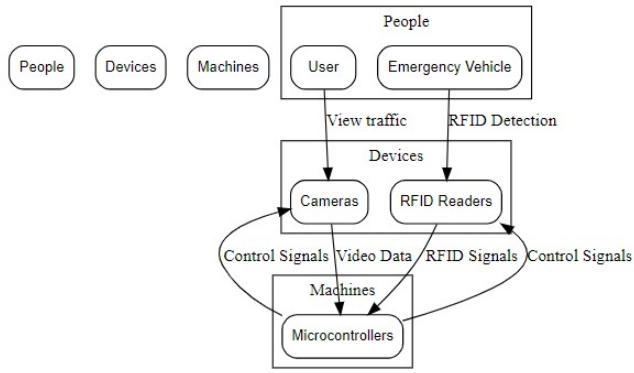 People
People
Devices
Machines
User
Emergency Vehicle
View traffic
RFID Detection
Devices
Cameras
RFID Readers
Control Signals
Video Data
RFID Signals
Control Signals
Machines
Microcontrollers